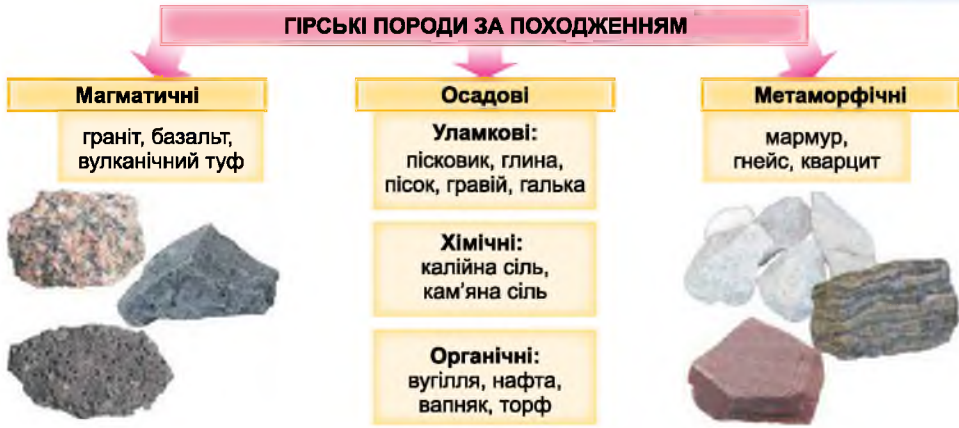 ГІРСЬКІ ПОРОДИ ЗА ПОХОДЖЕННЯМ
Магматичні
граніт, базальт,
вулканічний туф
Осадові
Уламкові:
пісковик, глина,
пісок, гравій, галька
Хімічні:
калійна сіль,
кам’яна сіль
Органічні:
вугілля, нафта,
вапняк, торф
Метаморфічні
мармур,
гнейс, кварцит